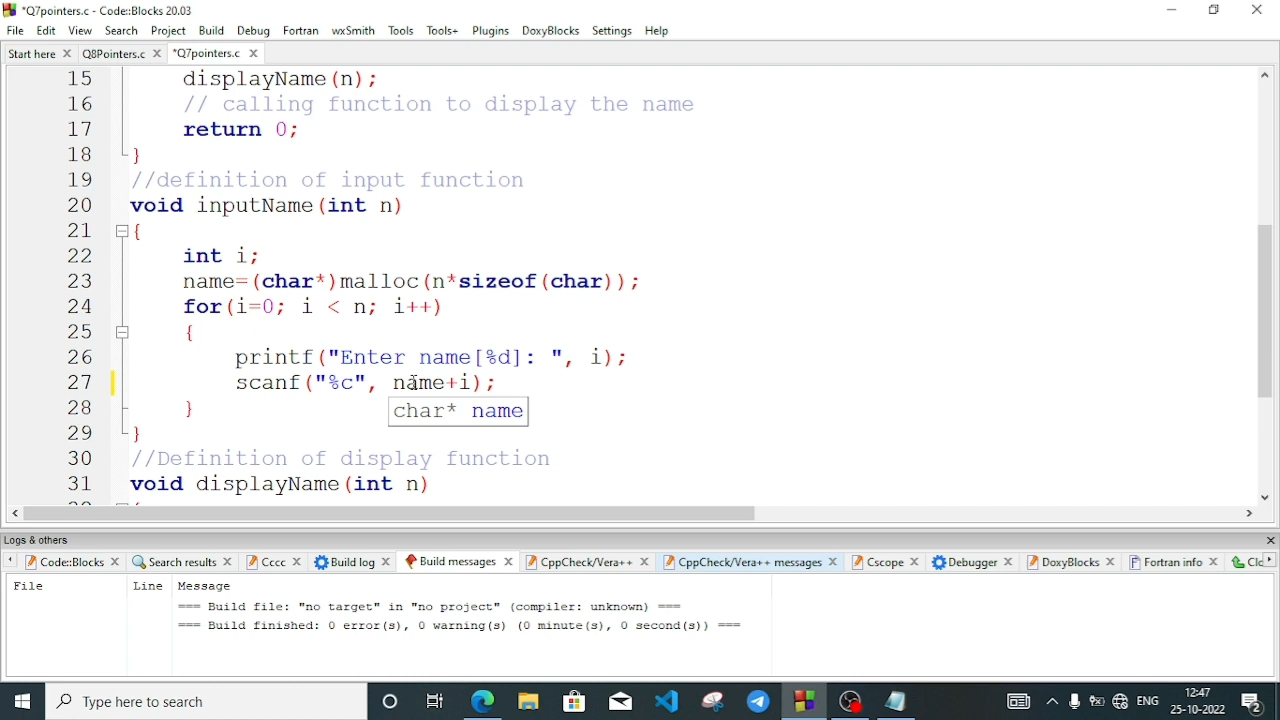 *Q7pointers.c - Code::Blocks 20.03
File Edit View Search Project Build Debug Fortran wxSmith Tools Tools+ Plugins DoxyBlocks Settings Help
Start here Q8Pointers.c *Q7pointers.c
15 displayName(n);
16 // calling function to display the name
17 return 0;
18 }
19 //definition of input function
20 void inputName(int n)
21 {
22 int i;
23 name=(char*)malloc(n*sizeof(char));
24 for(i=0; i < n; i++)
25 {
26 printf("Enter name[%d]: ", i);
27 scanf("%c", name+i);
28 }
char* name
29 }
30 //Definition of display function
31 void displayName(int n)
Logs & others
Code::Blocks Search results Cccc Build log Build messages CppCheck/Vera++ CppCheck/Vera++ messages Cscope Debugger DoxyBlocks Fortran info
File Line Message
=== Build file: "no target" in "no project" (compiler: unknown) ===
=== Build finished: 0 error(s), 0 warning(s) (0 minute(s), 0 second(s)) ===
Type here to search
ENG
12:47
25-10-2022
2